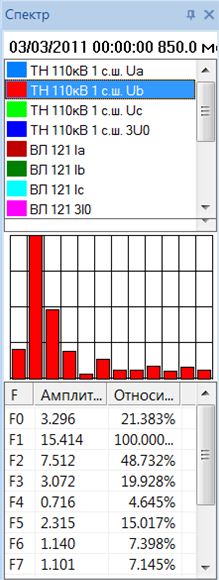 Спектр
03/03/2011 00:00:00 850.0 м
ТН 110кВ 1 с.ш. Ua
ТН 110кВ 1 с.ш. Ub
ТН 110кВ 1 с.ш. Uc
ТН 110кВ 1 с.ш. 3U0
ВЛ 121 Ia
ВЛ 121 Ib
ВЛ 121 Ic
ВЛ 121 3I0
F Амплит... Относи...
F0 3.296 21.383%
F1 15.414 100.000...
F2 7.512 48.732%
F3 3.072 19.928%
F4 0.716 4.645%
F5 2.315 15.017%
F6 1.140 7.398%
F7 1.101 7.145%